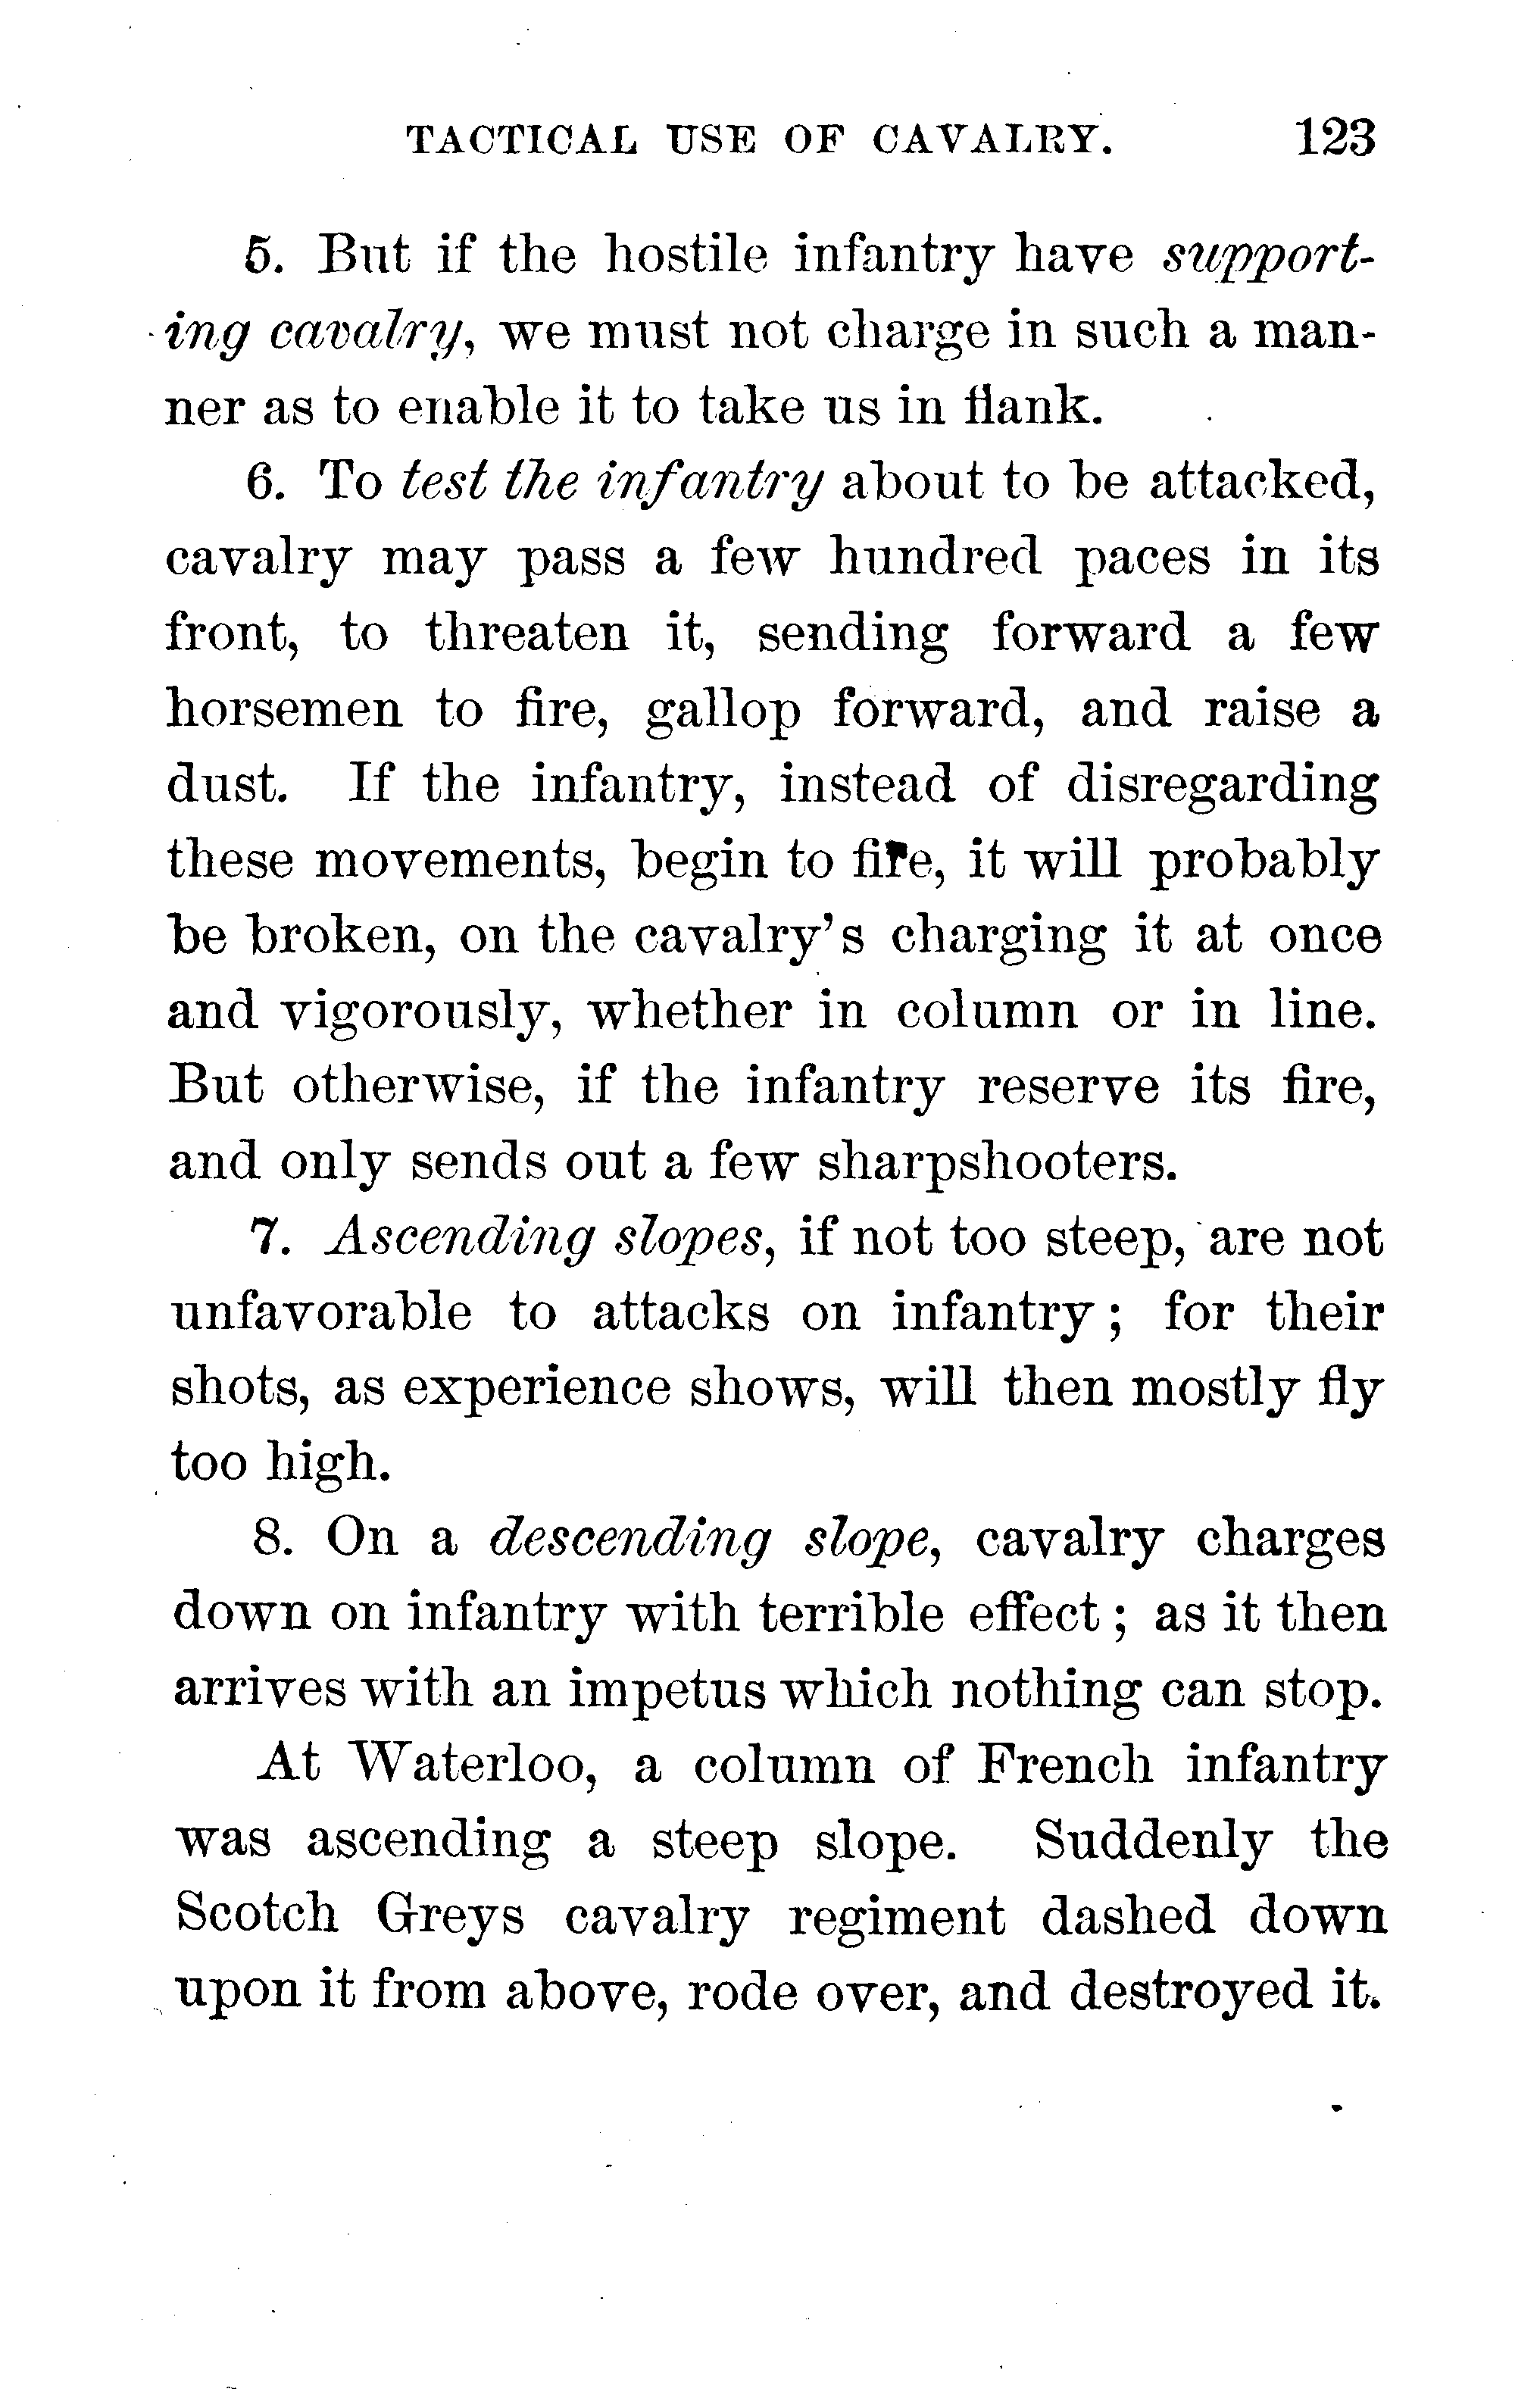 TACTICAL USE OF CAVALRY. 123
5. But if the hostile infantry have support-
ing cavalry, we must not charge in such a man-
ner as to enable it to take us in flank.
6. To test the infantry about to be attacked,
cavalry may pass a few hundred paces in its
front, to threaten it, sending forward a few
horsemen to fire, gallop forward, and raise a
dust. If the infantry, instead of disregarding
these movements, begin to fire, it will probably
be broken, on the cavalry's charging it at once
and vigorously, whether in column or in line.
But otherwise, if the infantry reserve its fire,
and only sends out a few sharpshooters.
7. Ascending slopes, if not too steep, are not
unfavorable to attacks on infantry; for their
shots, as experience shows, will then mostly fly
too high.
8. On a descending slope, cavalry charges
down on infantry with terrible effect; as it then
arrives with an impetus which nothing can stop.
At Waterloo, a column of French infantry
was ascending a steep slope. Suddenly the
Scotch Greys cavalry regiment dashed down
upon it from above, rode over, and destroyed it.